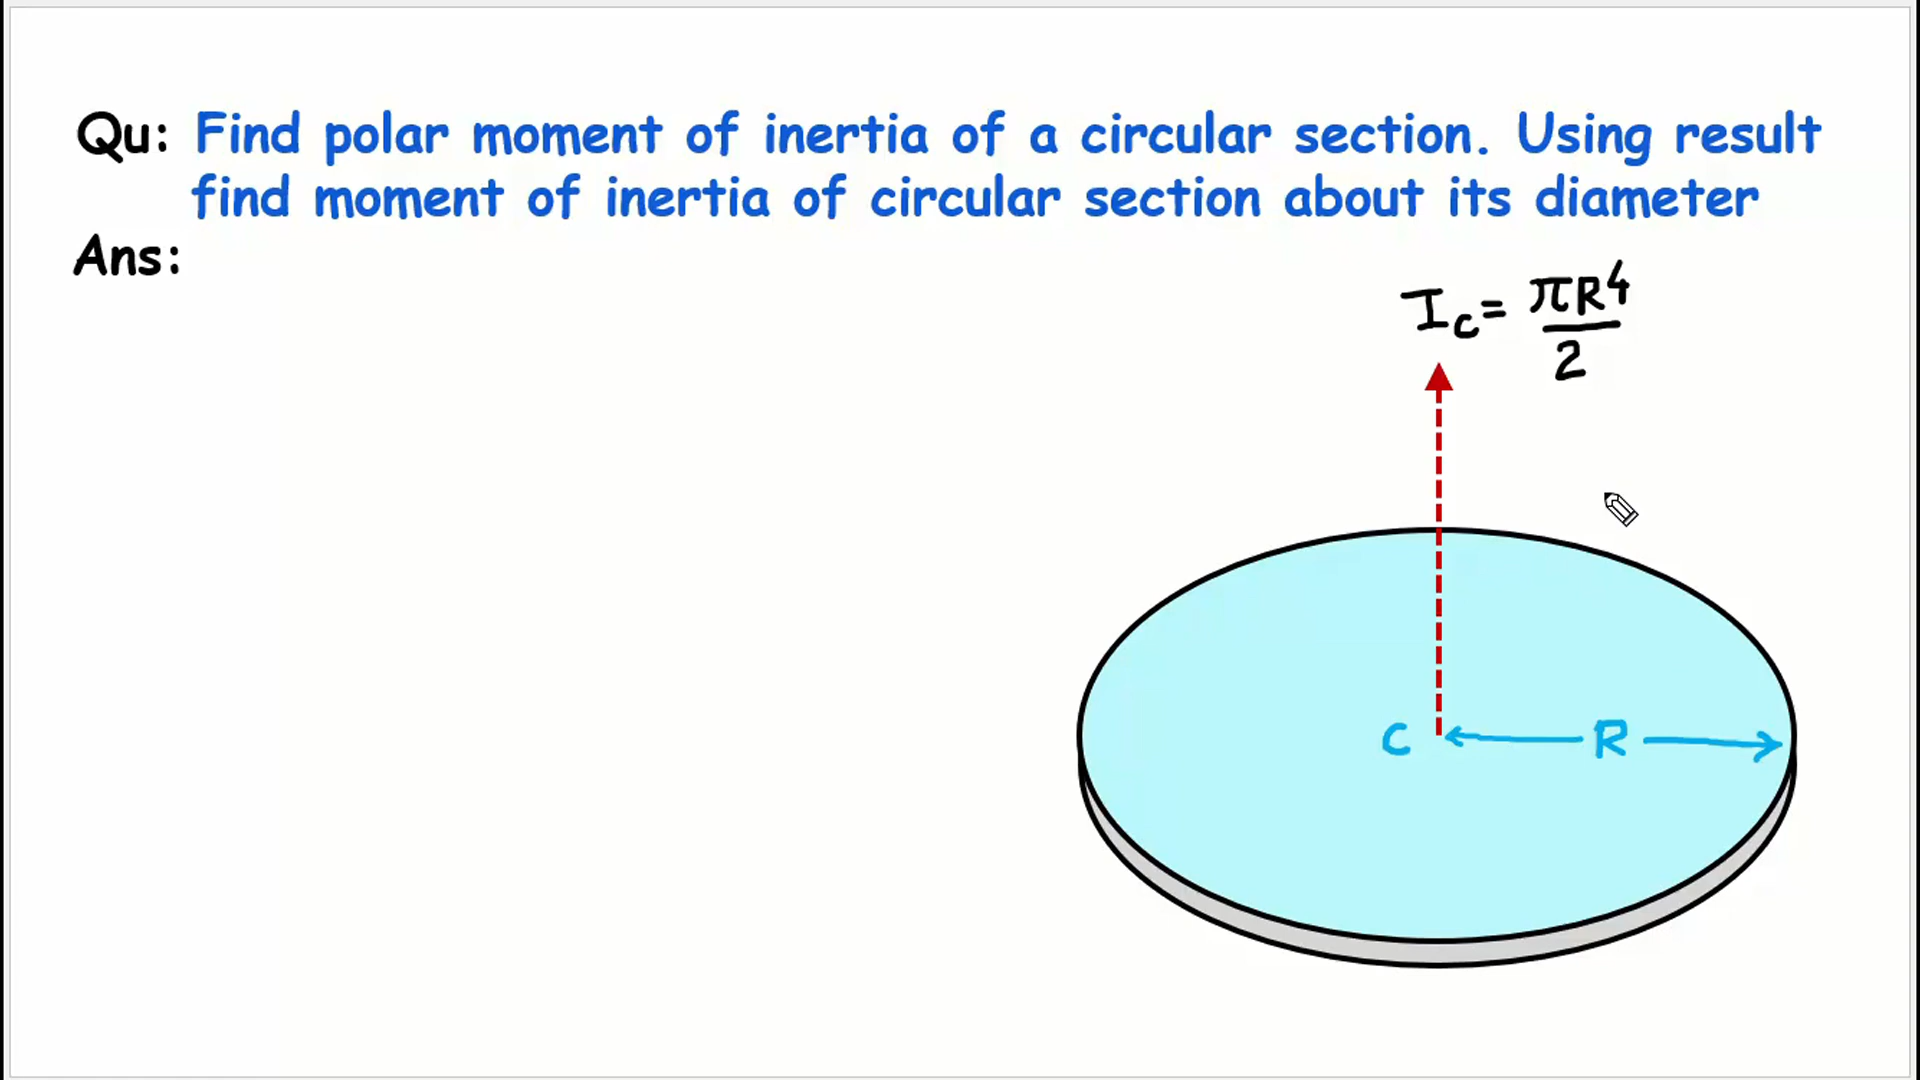 Qu: Find polar moment of inertia of a circular section. Using result
find moment of inertia of circular section about its diameter
Ans:
I_C = πR⁴/2
C R